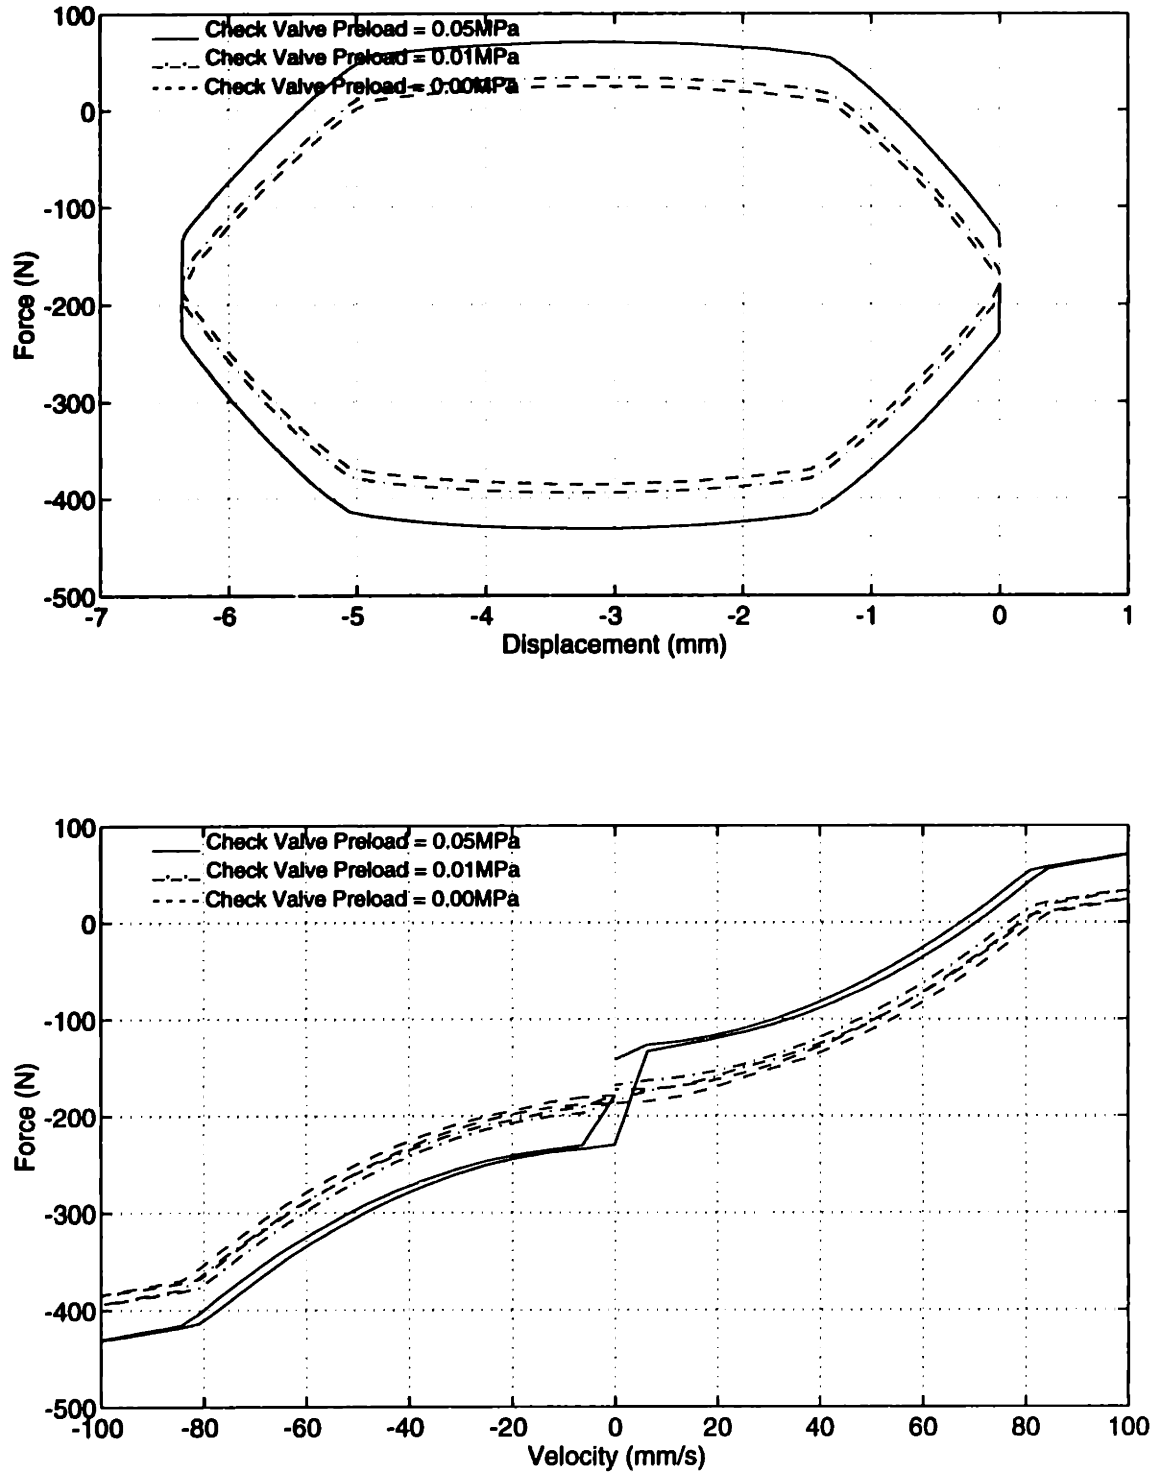 100
Check Valve Preload = 0.05MPa
Check Valve Preload = 0.01MPa
Check Valve Preload = 0.00MPa
0
-100
-200
-300
-400
-500
Force (N)
-7 -6 -5 -4 -3 -2 -1 0 1
Displacement (mm)
100
Check Valve Preload = 0.05MPa
Check Valve Preload = 0.01MPa
Check Valve Preload = 0.00MPa
0
-100
-200
-300
-400
-500
Force (N)
-100 -80 -60 -40 -20 0 20 40 60 80 100
Velocity (mm/s)